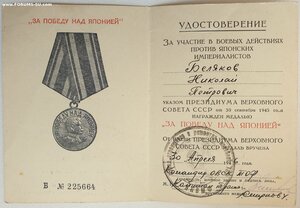 "ЗА ПОБЕДУ НАД ЯПОНИЕЙ"
В № 225664
УДОСТОВЕРЕНИЕ
ЗА УЧАСТИЕ В БОЕВЫХ ДЕЙСТВИЯХ
ПРОТИВ ЯПОНСКИХ
ИМПЕРИАЛИСТОВ
Беляков
Николай
Петрович
УКАЗОМ ПРЕЗИДИУМА ВЕРХОВНОГО
СОВЕТА СССР от 30 сентября 1945 года
НАГРАЖДЕН МЕДАЛЬЮ
„ЗА ПОБЕДУ НАД ЯПОНИЕЙ"
ОТ ИМЕНИ ПРЕЗИДИУМА ВЕРХОВНОГО
СОВЕТА СССР МЕДАЛЬ ВРУЧЕНА
30 Апреля
Командир
Смирнов